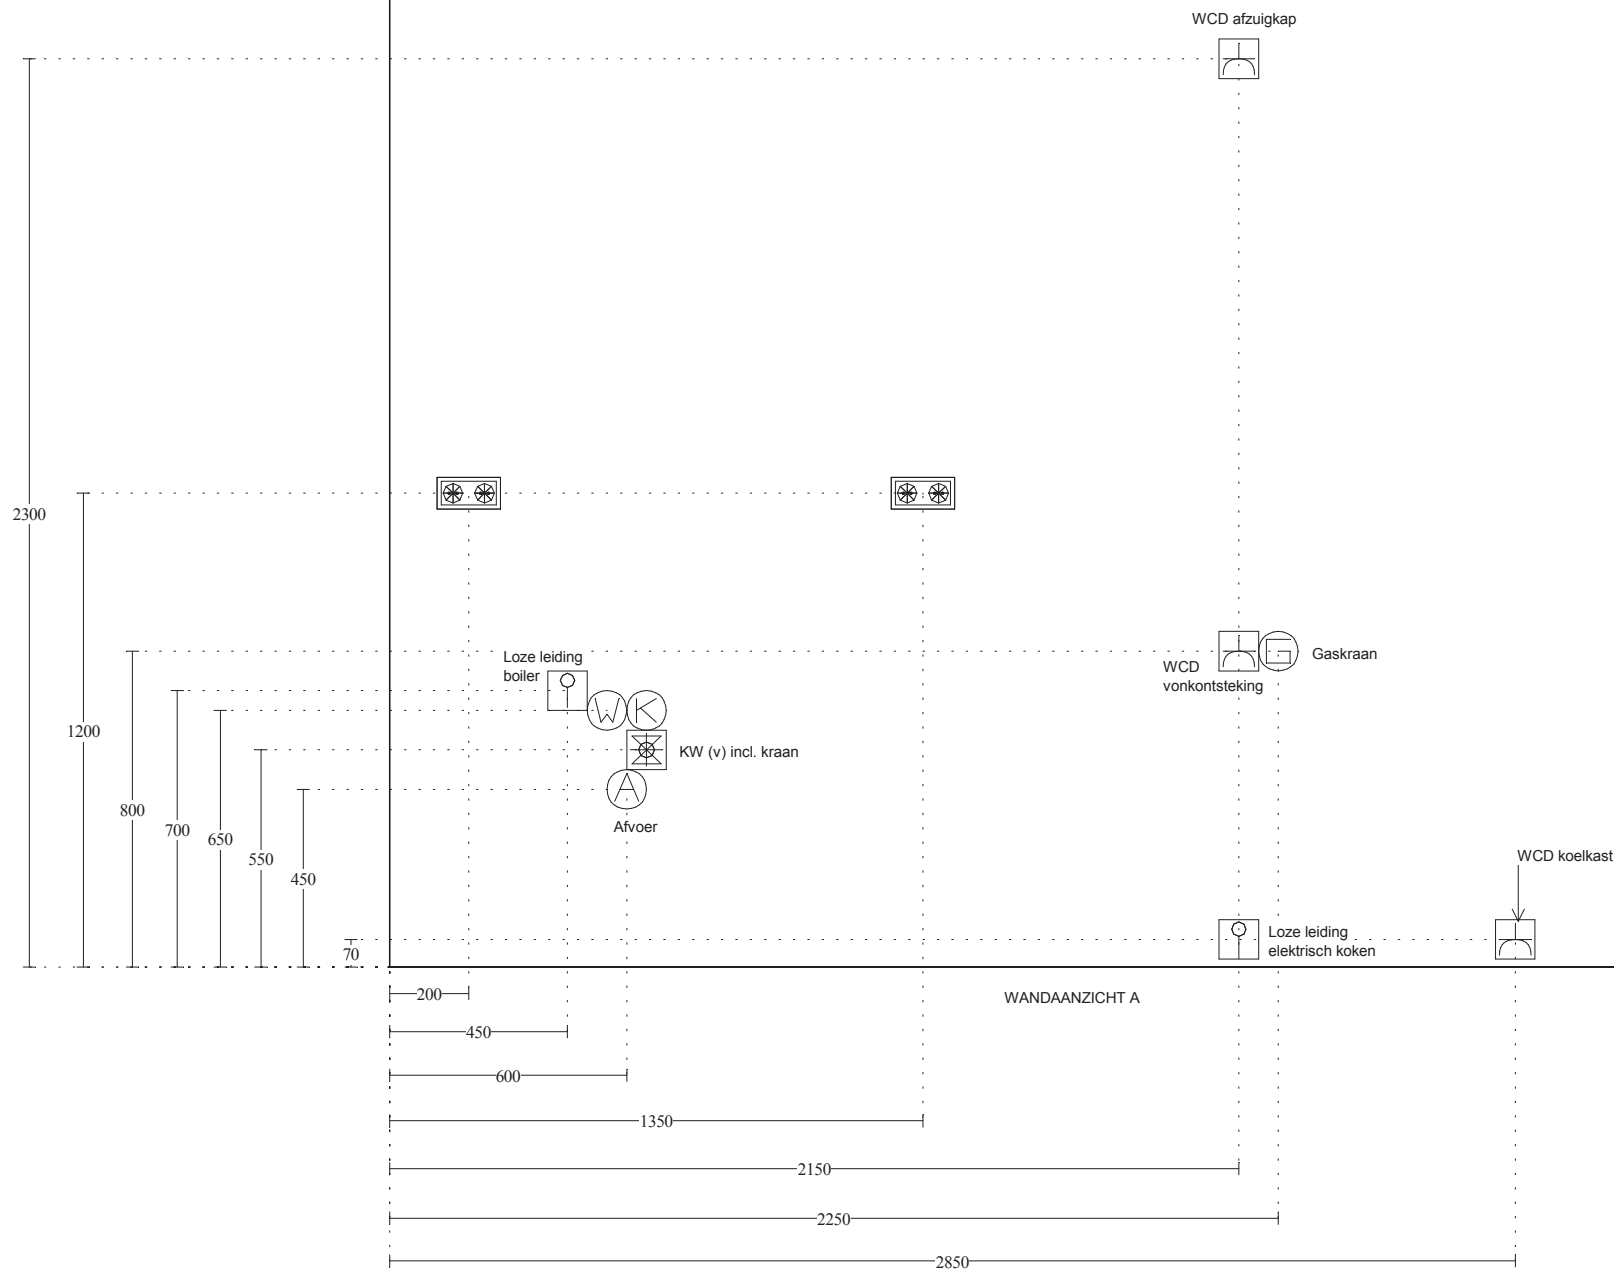 WCD afzuigkap
2300
1200
Loze leiding
boiler
WCD
vonkontsteking
G
Gaskraan
W
K
KW (v) incl. kraan
A
Afvoer
800
700
650
550
450
70
WCD koelkast
Loze leiding
elektrisch koken
200
WANDAANZICHT A
450
600
1350
2150
2250
2850